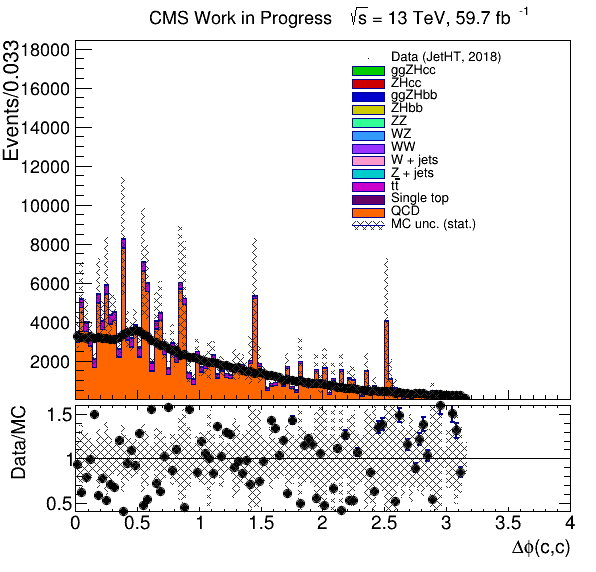 CMS Work in Progress √s = 13 TeV, 59.7 fb⁻¹
Events/0.033
18000
16000
14000
12000
10000
8000
6000
4000
2000
Data (JetHT, 2018)
ggZHcc
ZHcc
ggZHbb
ZHbb
ZZ
WZ
WW
W + jets
Z + jets
tt̅
Single top
QCD
MC unc. (stat.)
Data/MC
1.5
1
0.5
0 0.5 1 1.5 2 2.5 3 3.5 4
Δϕ(c,c)